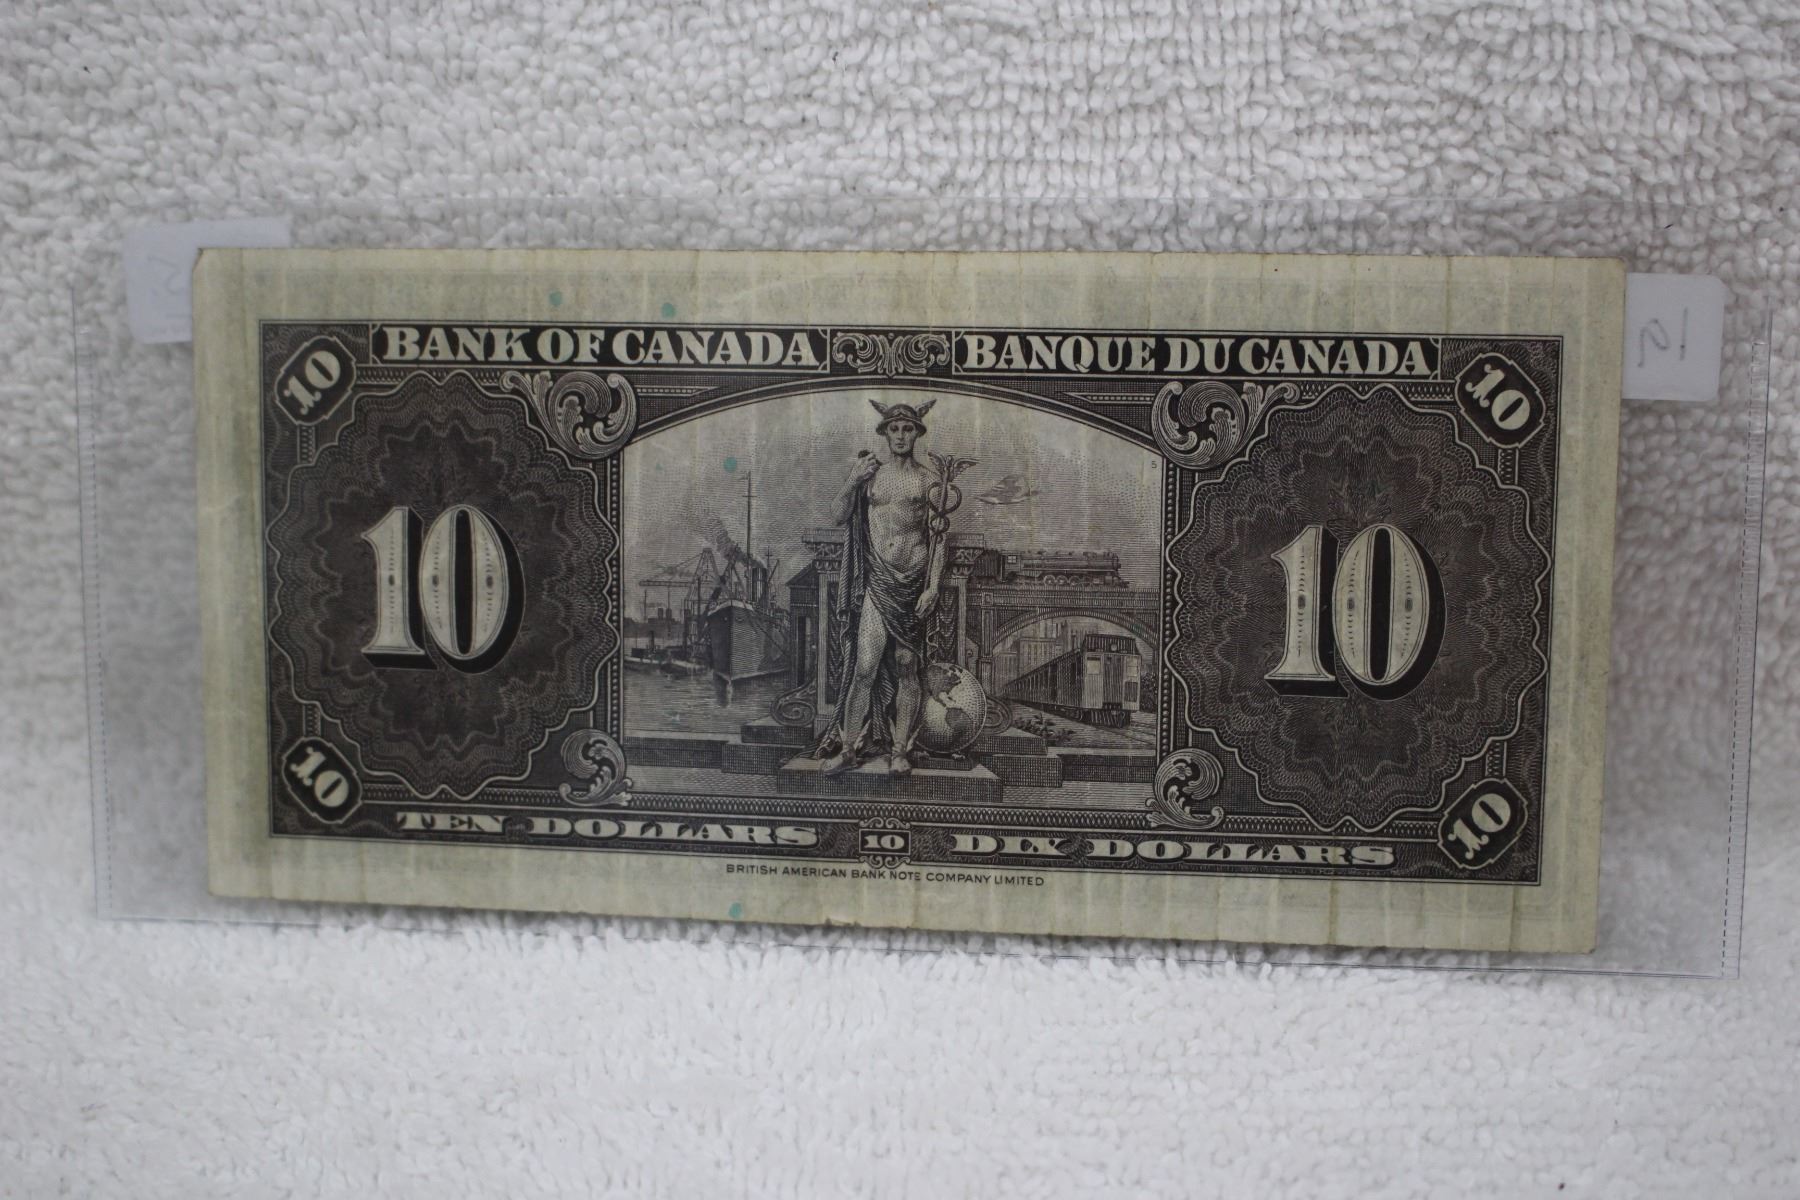 BANK OF CANADA BANQUE DU CANADA
10 10
5
10 10
10 10
TEN DOLLARS 10 DIX DOLLARS
BRITISH AMERICAN BANK NOTE COMPANY LIMITED